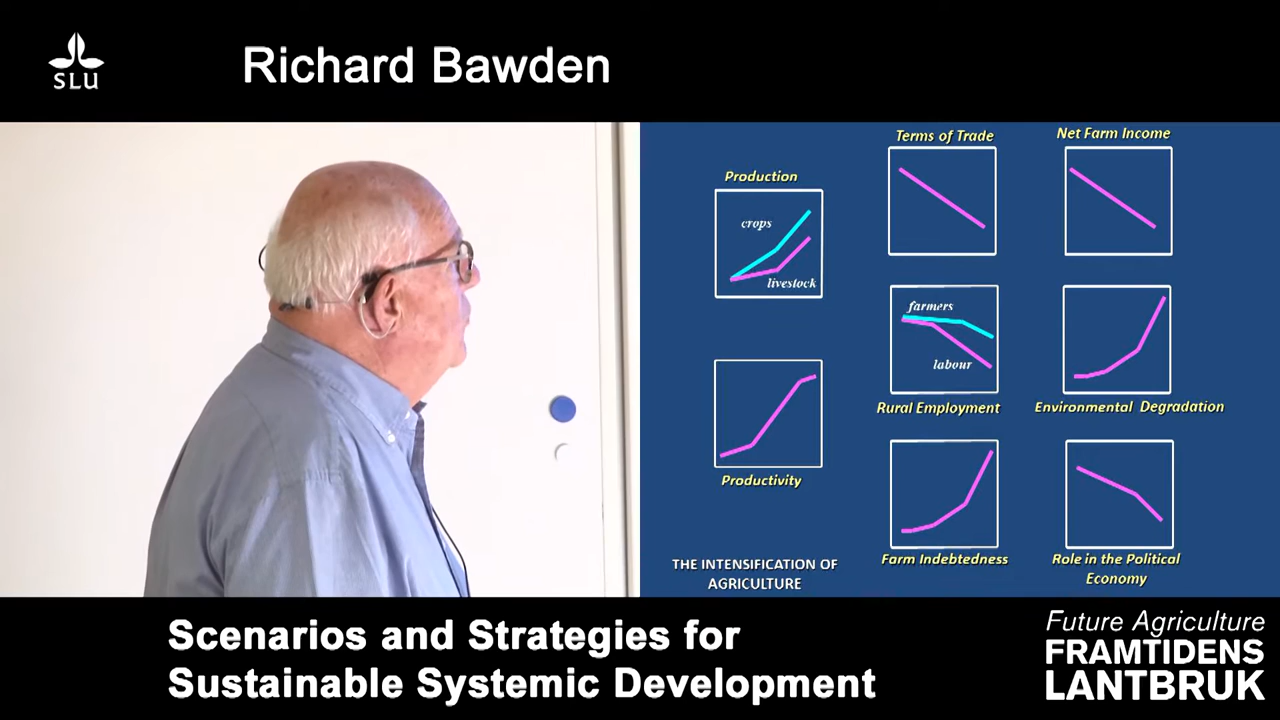 SLU
Richard Bawden
Terms of Trade
Net Farm Income
Production
crops
livestock
farmers
labour
Rural Employment
Environmental Degradation
Productivity
Farm Indebtedness
Role in the Political
Economy
THE INTENSIFICATION OF
AGRICULTURE
Scenarios and Strategies for
Sustainable Systemic Development
Future Agriculture
FRAMTIDENS
LANTBRUK